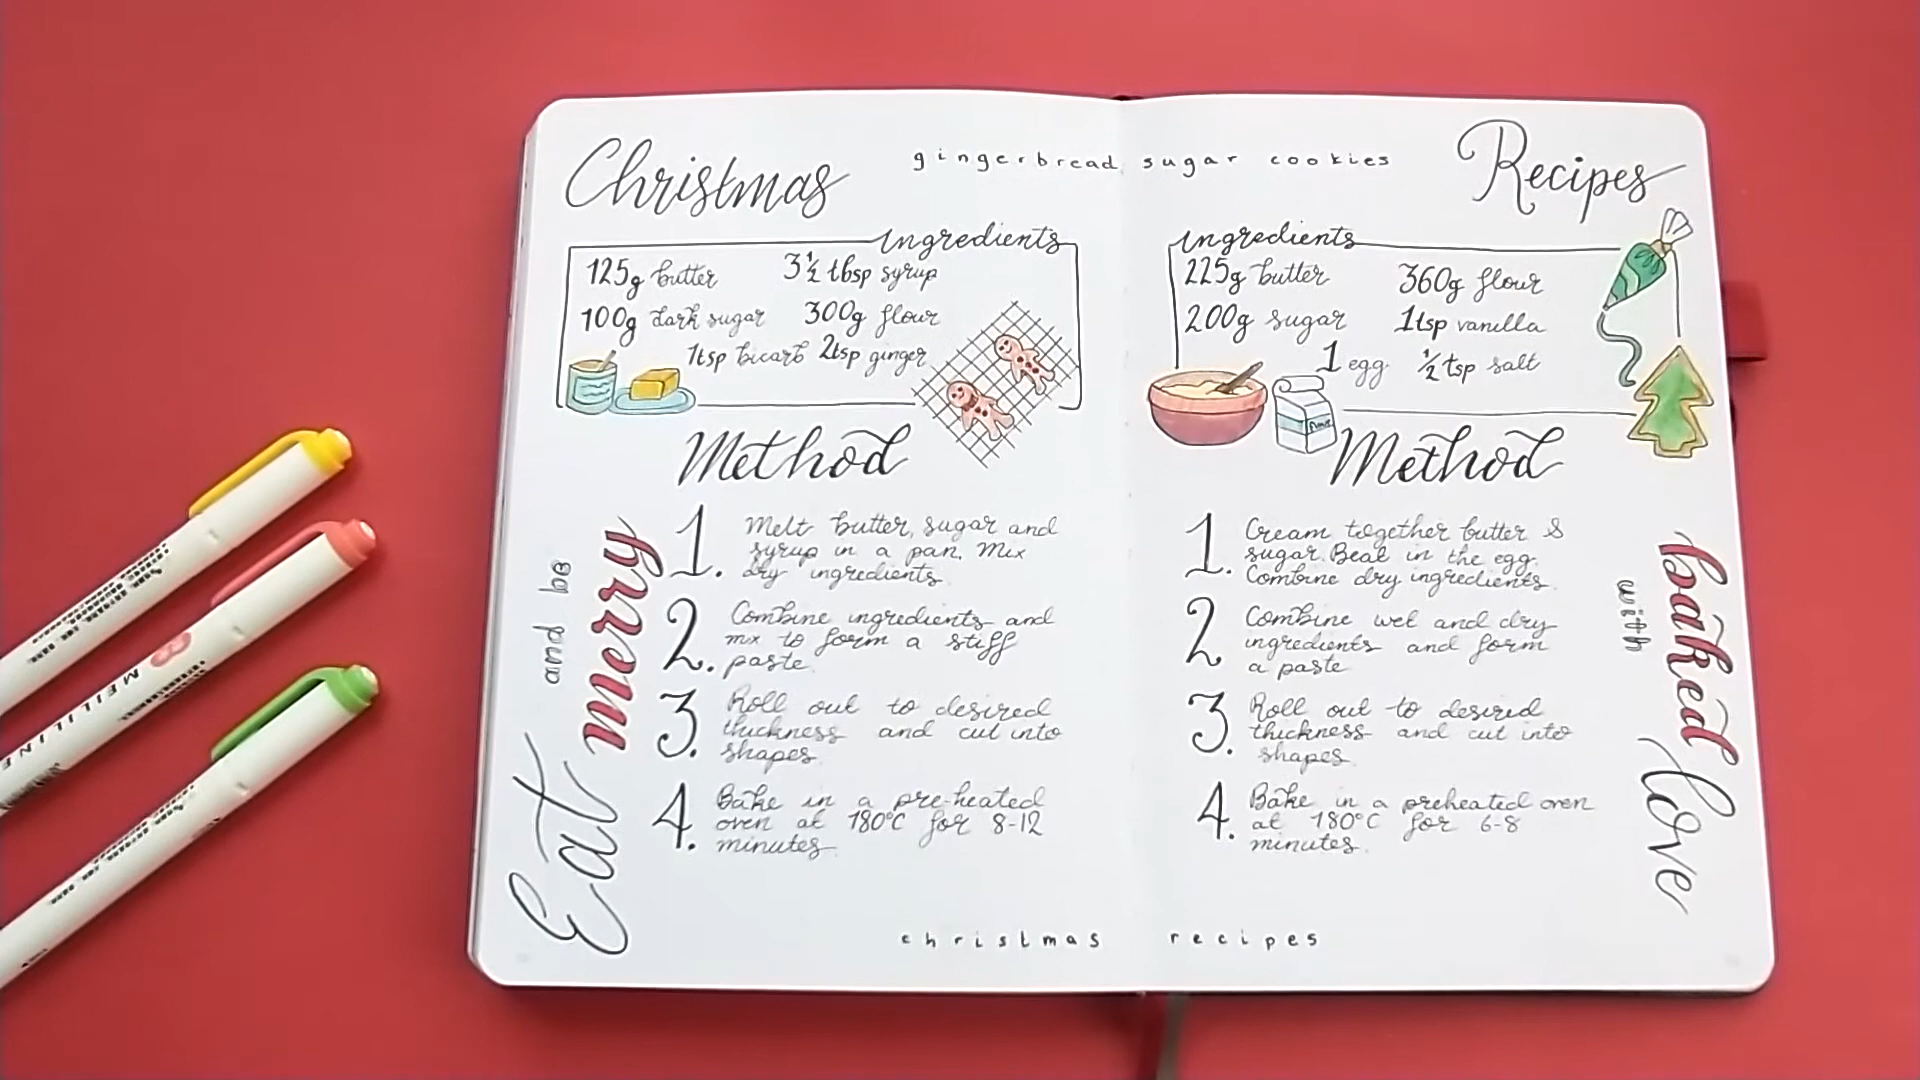 Christmas
gingerbread sugar cookies
Recipes
Ingredients
125g butter 3 1/2 tbsp syrup
100g dark sugar 300g flour
1tsp bicarb 2tsp ginger
Method
1. Melt butter, sugar and
syrup in a pan. Mix
dry ingredients.
2. Combine ingredients and
mix to form a stiff
paste.
3. Roll out to desired
thickness and cut into
shapes.
4. Bake in a pre-heated
oven at 180°C for 8-12
minutes.
Eat
and be
merry
Ingredients
225g butter 360g flour
200g sugar 1tsp vanilla
1 egg 1/2 tsp salt
flour
Method
1. Cream together butter &
sugar. Beat in the egg.
Combine dry ingredients.
2 Combine wet and dry
ingredients and form
a paste
3. Roll out to desired
thickness and cut into
shapes.
4. Bake in a preheated oven
at 180°C for 6-8
minutes.
baked
with
love
christmas recipes
MEILILINE